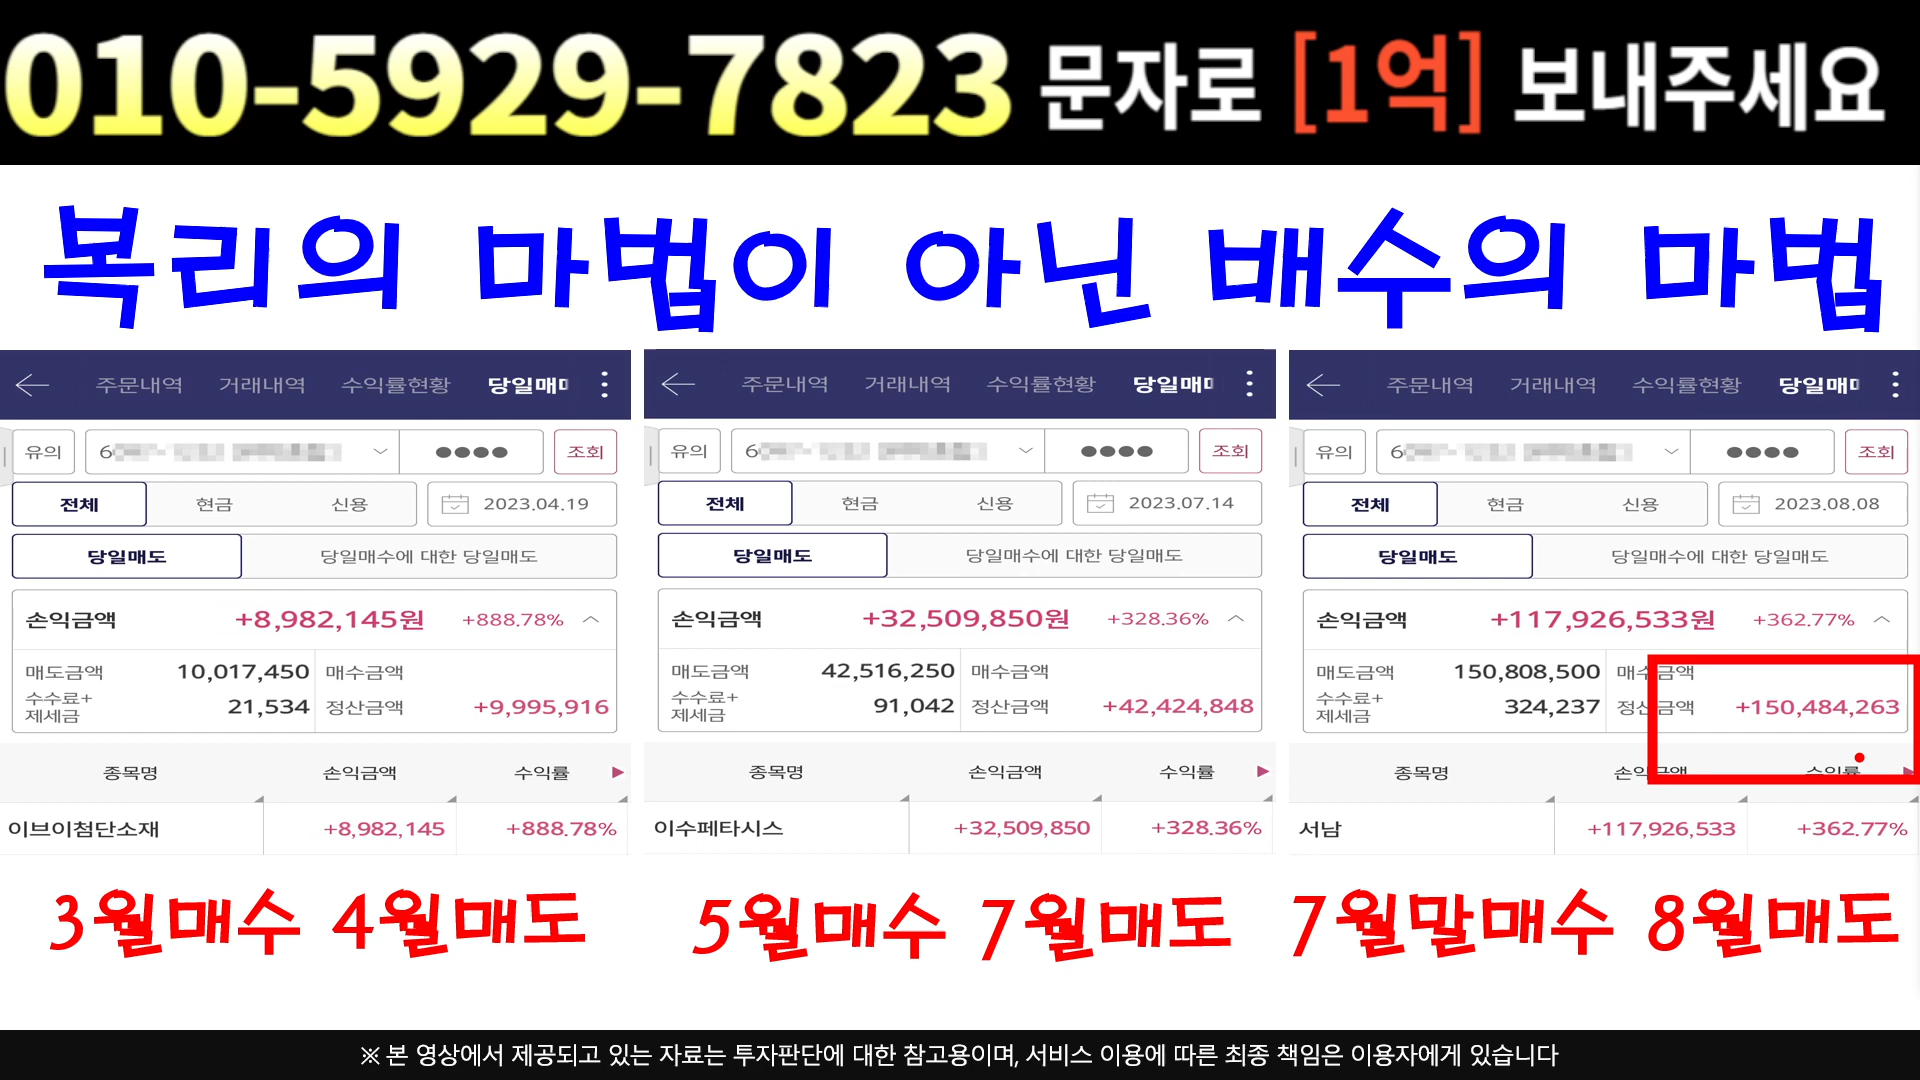 010-5929-7823 문자로 [1억] 보내주세요
복리의 마법이 아닌 배수의 마법
주문내역 거래내역 수익률현황 당일매
유의 6 ●●●● 조회
전체 현금 신용 2023.04.19
당일매도 당일매수에 대한 당일매도
손익금액 +8,982,145원 +888.78%
매도금액 10,017,450 매수금액
수수료+
제세금 21,534 정산금액 +9,995,916
종목명 손익금액 수익률
이브이첨단소재 +8,982,145 +888.78%
주문내역 거래내역 수익률현황 당일매
유의 6 ●●●● 조회
전체 현금 신용 2023.07.14
당일매도 당일매수에 대한 당일매도
손익금액 +32,509,850원 +328.36%
매도금액 42,516,250 매수금액
수수료+
제세금 91,042 정산금액 +42,424,848
종목명 손익금액 수익률
이수페타시스 +32,509,850 +328.36%
주문내역 거래내역 수익률현황 당일매
유의 6 ●●●● 조회
전체 현금 신용 2023.08.08
당일매도 당일매수에 대한 당일매도
손익금액 +117,926,533원 +362.77%
매도금액 150,808,500 매수금액
수수료+
제세금 324,237 정산금액 +150,484,263
종목명 손익금액 수익률
서남 +117,926,533 +362.77%
3월매수 4월매도
5월매수 7월매도
7월말매수 8월매도
※ 본 영상에서 제공되고 있는 자료는 투자판단에 대한 참고용이며, 서비스 이용에 따른 최종 책임은 이용자에게 있습니다